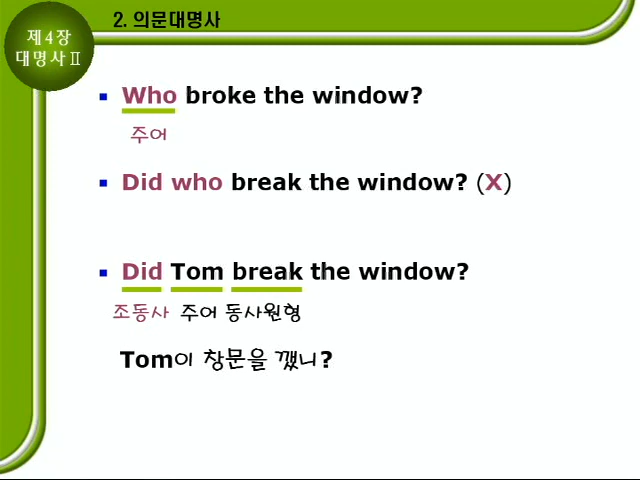 2. 의문대명사
제4장
대명사Ⅱ
Who broke the window?
주어
Did who break the window? (X)
Did Tom break the window?
조동사 주어 동사원형
Tom이 창문을 깼니?